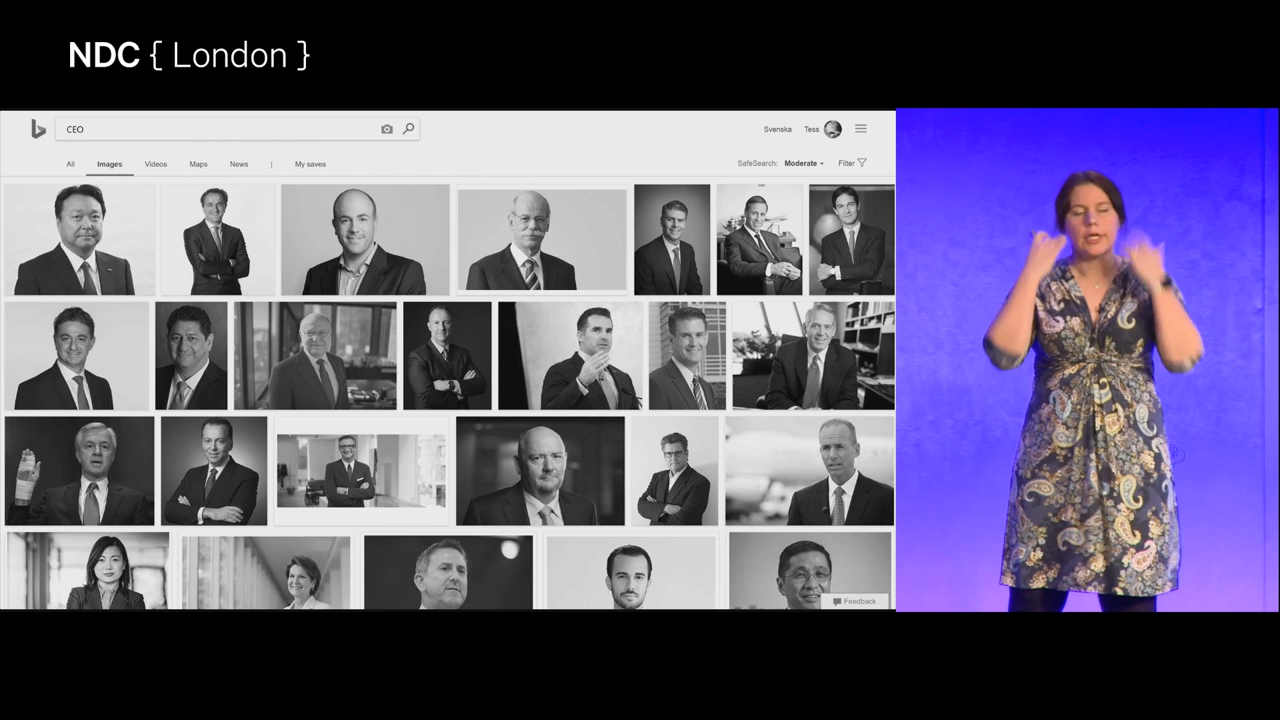 NDC { London }
CEO
Svenska Tess
All Images Videos Maps News | My saves
SafeSearch: Moderate Filter
Feedback